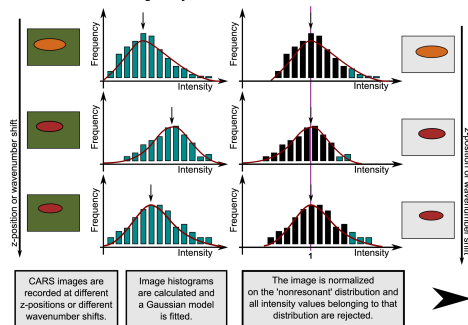 Frequency
Intensity
Frequency
Intensity
Frequency
Intensity
Frequency
Intensity
Frequency
Intensity
Frequency
Intensity
1
z-position or wavenumber shift
z-position or wavenumber shift
CARS images are
recorded at different
z-positions or different
wavenumber shifts.
Image histograms
are calculated and
a Gaussian model
is fitted.
The image is normalized
on the 'nonresonant' distribution and
all intensity values belonging to that
distribution are rejected.